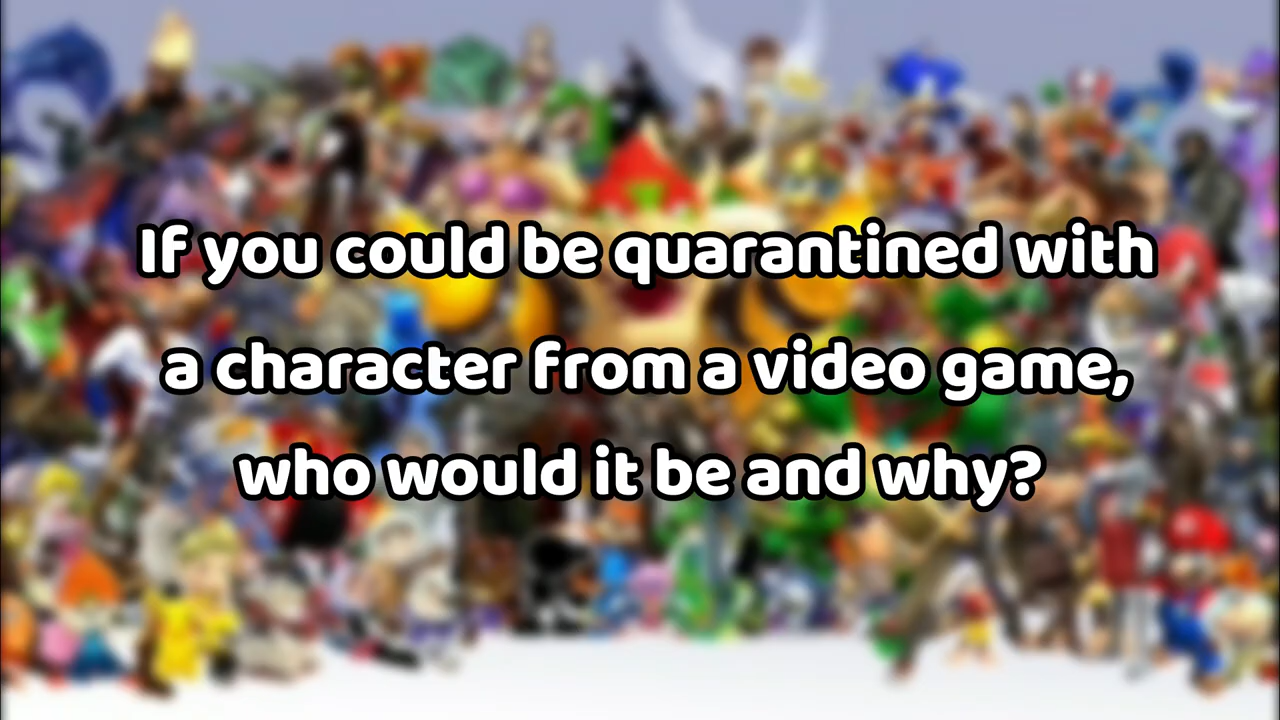 If you could be quarantined with
a character from a video game,
who would it be and why?